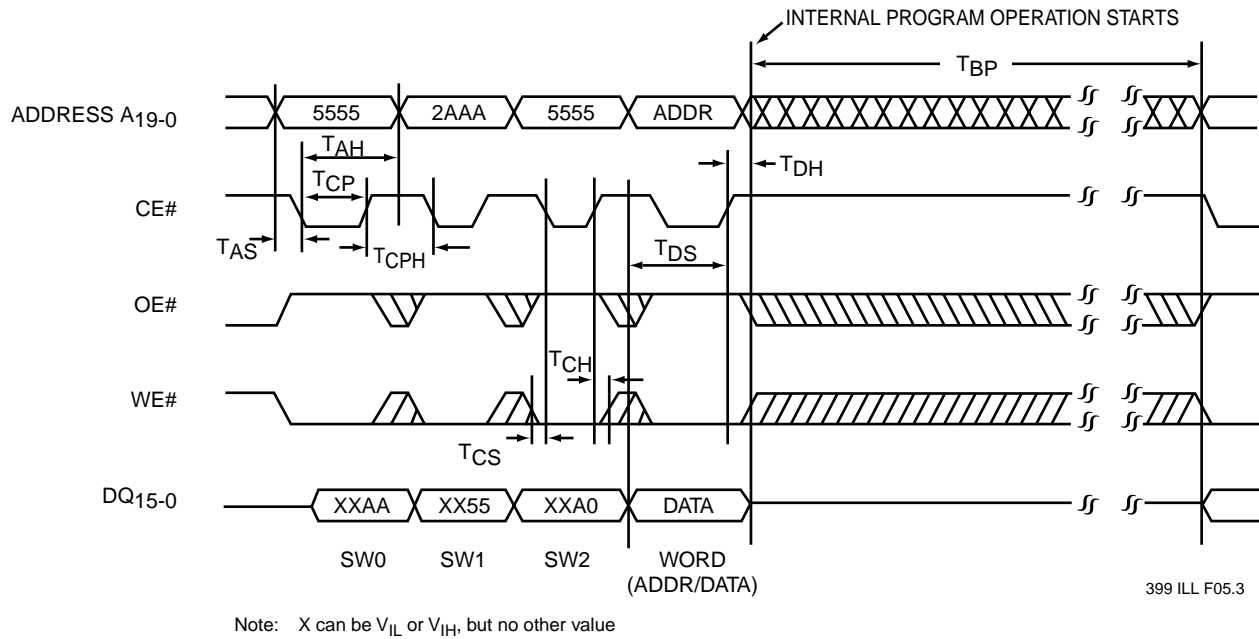 INTERNAL PROGRAM OPERATION STARTS
TBP
ADDRESS A19-0
5555 2AAA 5555 ADDR
TAH
TDH
TCP
CE#
TAS
TCPH
TDS
OE#
TCH
WE#
TCS
DQ15-0
XXAA XX55 XXA0 DATA
SW0 SW1 SW2 WORD
(ADDR/DATA)
399 ILL F05.3
Note: X can be VIL or VIH, but no other value